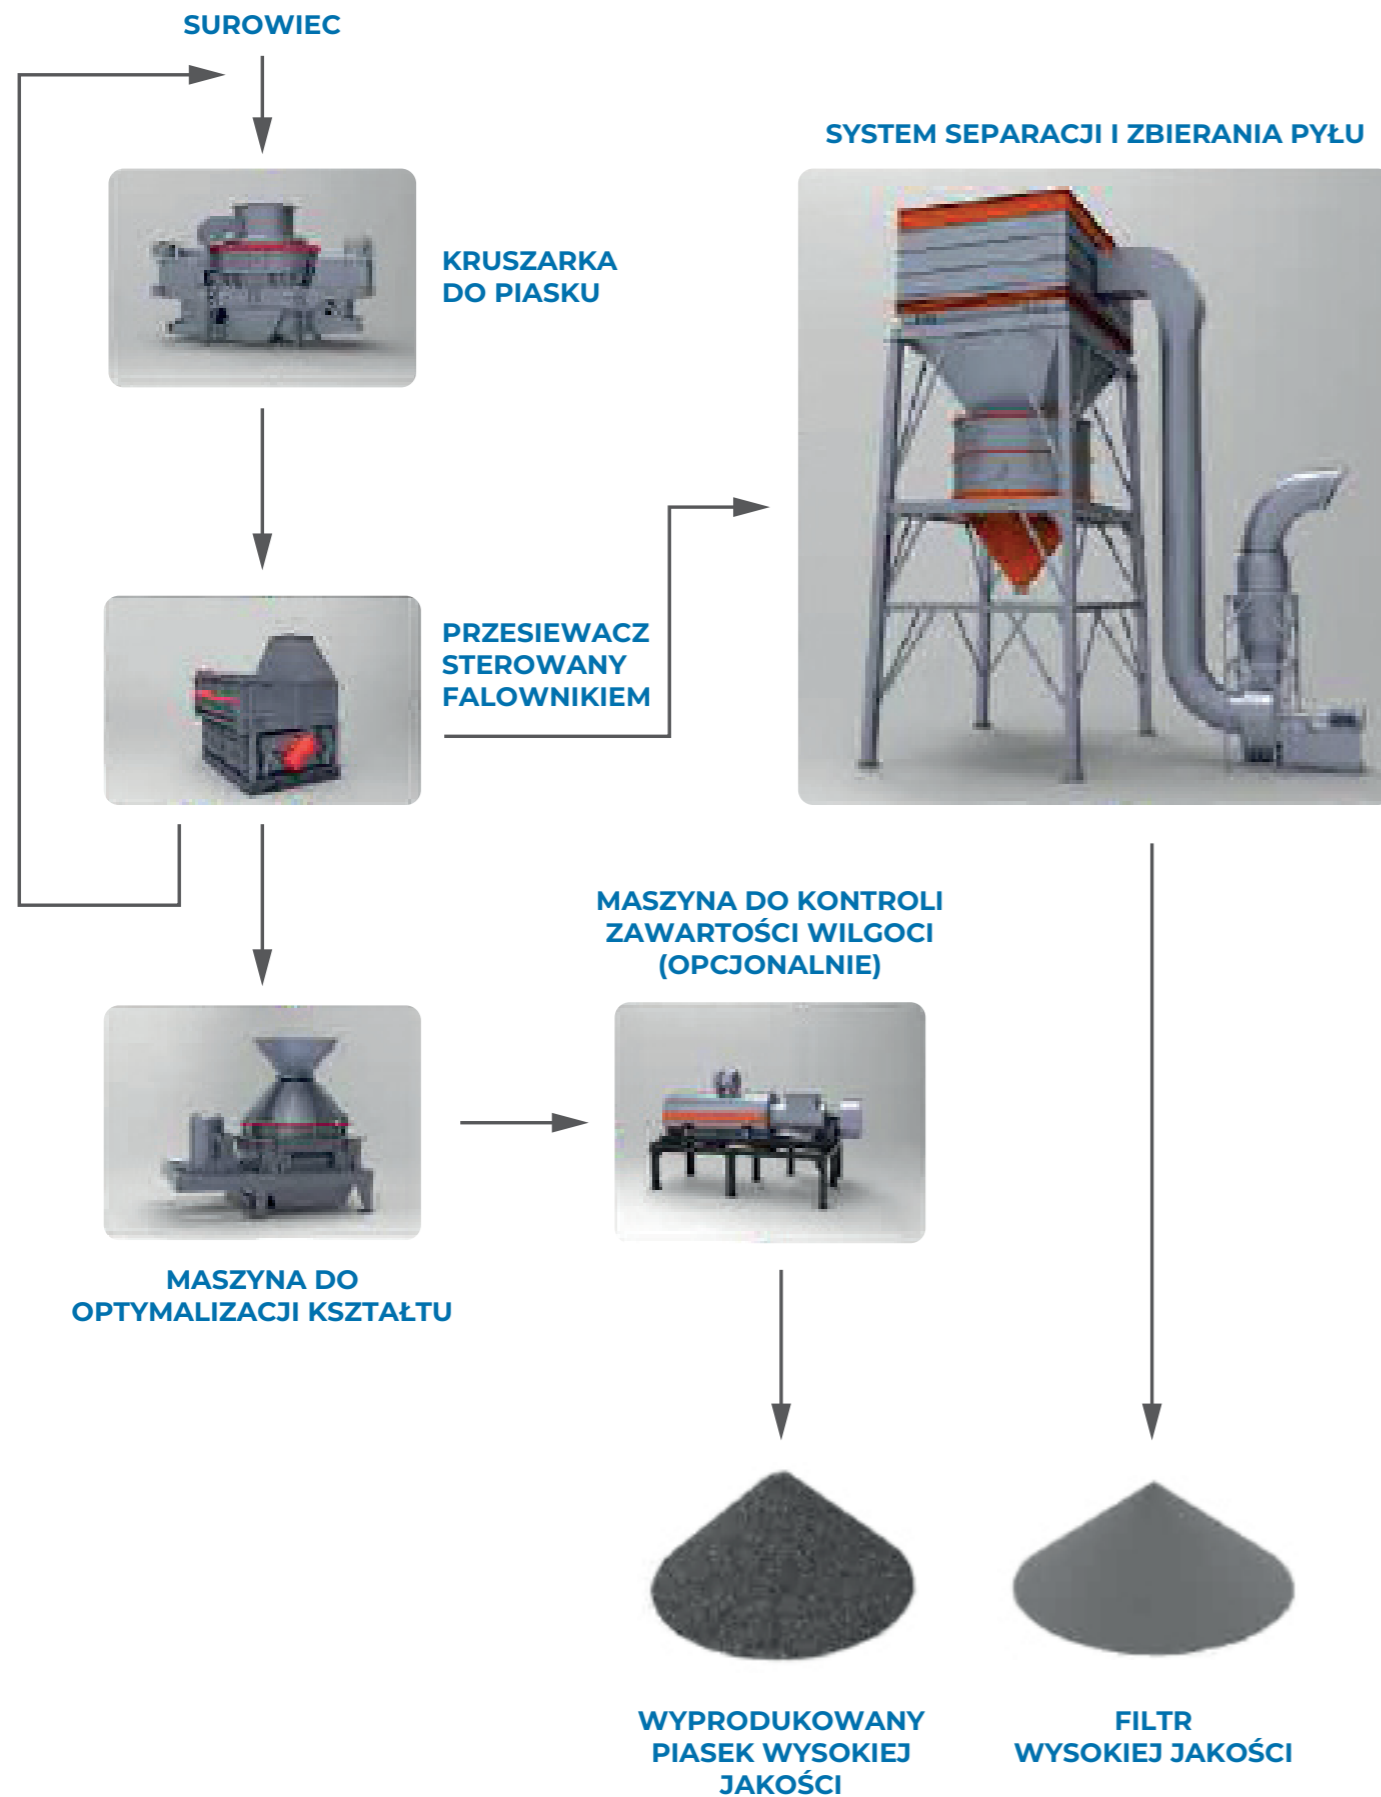 SUROWIEC
SYSTEM SEPARACJI I ZBIERANIA PYŁU
KRUSZARKA
DO PIASKU
PRZESIEWACZ
STEROWANY
FALOWNIKIEM
MASZYNA DO KONTROLI
ZAWARTOŚCI WILGOCI
(OPCJONALNIE)
MASZYNA DO
OPTYMALIZACJI KSZTAŁTU
WYPRODUKOWANY
PIASEK WYSOKIEJ
JAKOŚCI
FILTR
WYSOKIEJ JAKOŚCI